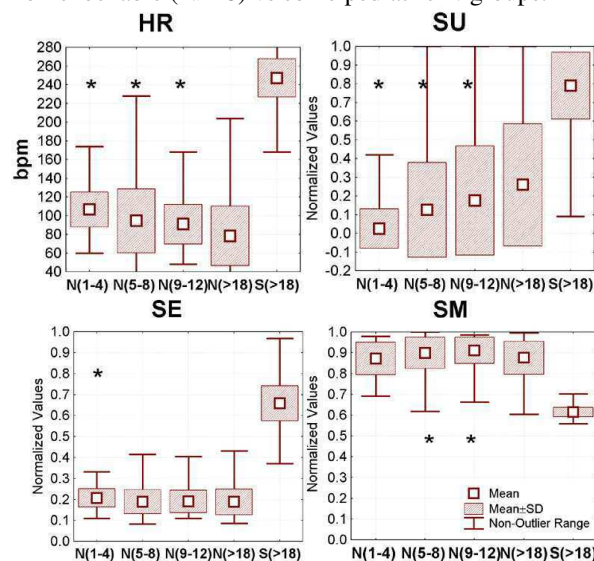 groups.
HR
bpm
280
260
240
220
200
180
160
140
120
100
80
60
40
* * *
N(1-4) N(5-8) N(9-12) N(>18) S(>18)
SU
Normalized Values
1.0
0.9
0.8
0.7
0.6
0.5
0.4
0.3
0.2
0.1
0.0
-0.1
-0.2
* * *
N(1-4) N(5-8) N(9-12) N(>18) S(>18)
SE
Normalized Values
1.0
0.9
0.8
0.7
0.6
0.5
0.4
0.3
0.2
0.1
0.0
*
N(1-4) N(5-8) N(9-12) N(>18) S(>18)
SM
Normalized Values
1.0
0.9
0.8
0.7
0.6
0.5
0.4
0.3
0.2
0.1
0.0
* *
Mean
Mean±SD
Non-Outlier Range
N(1-4) N(5-8) N(9-12) N(>18) S(>18)